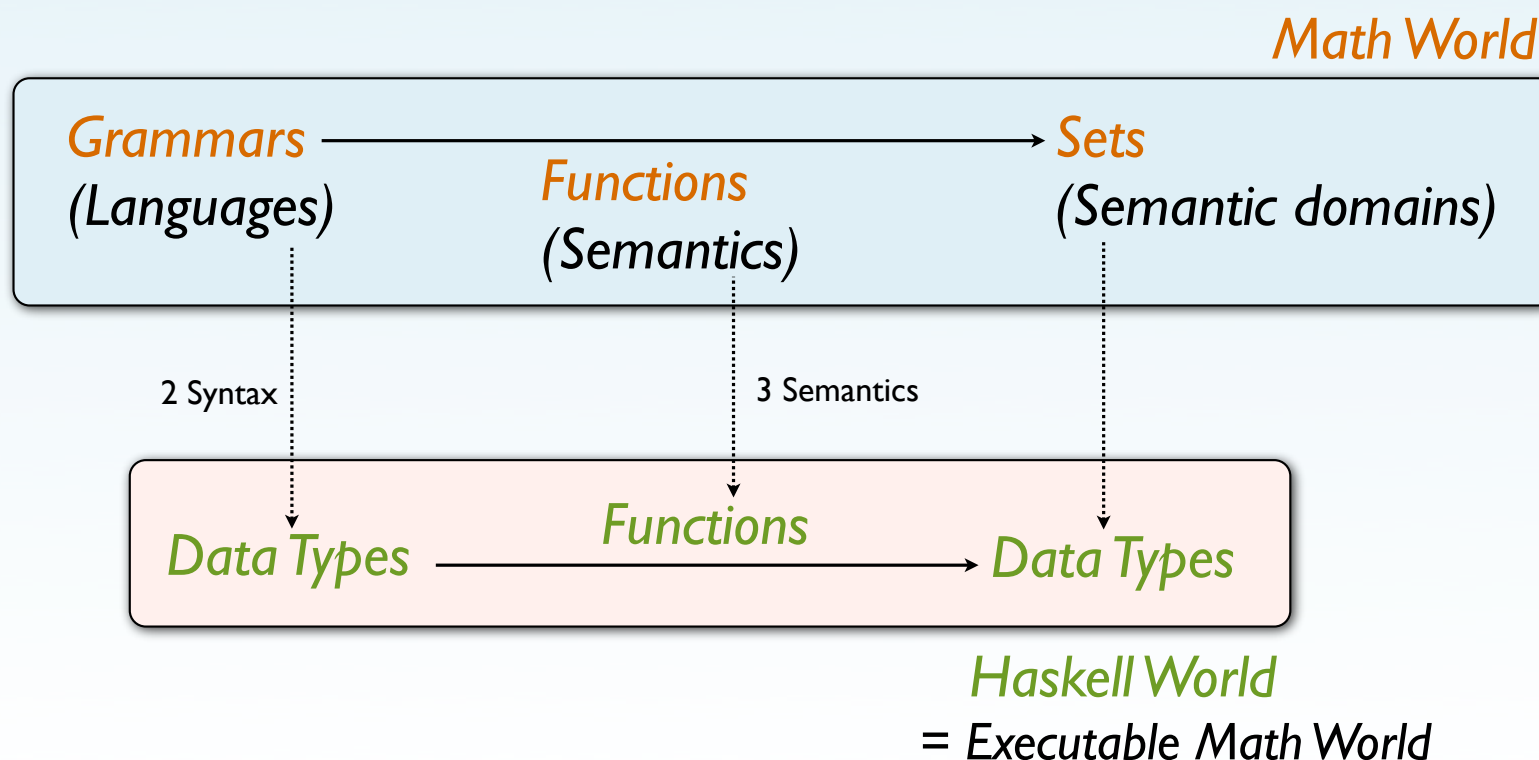 Math World
Grammars
(Languages)
Functions
(Semantics)
Sets
(Semantic domains)
2 Syntax
3 Semantics
Data Types
Functions
Data Types
Haskell World
= Executable Math World